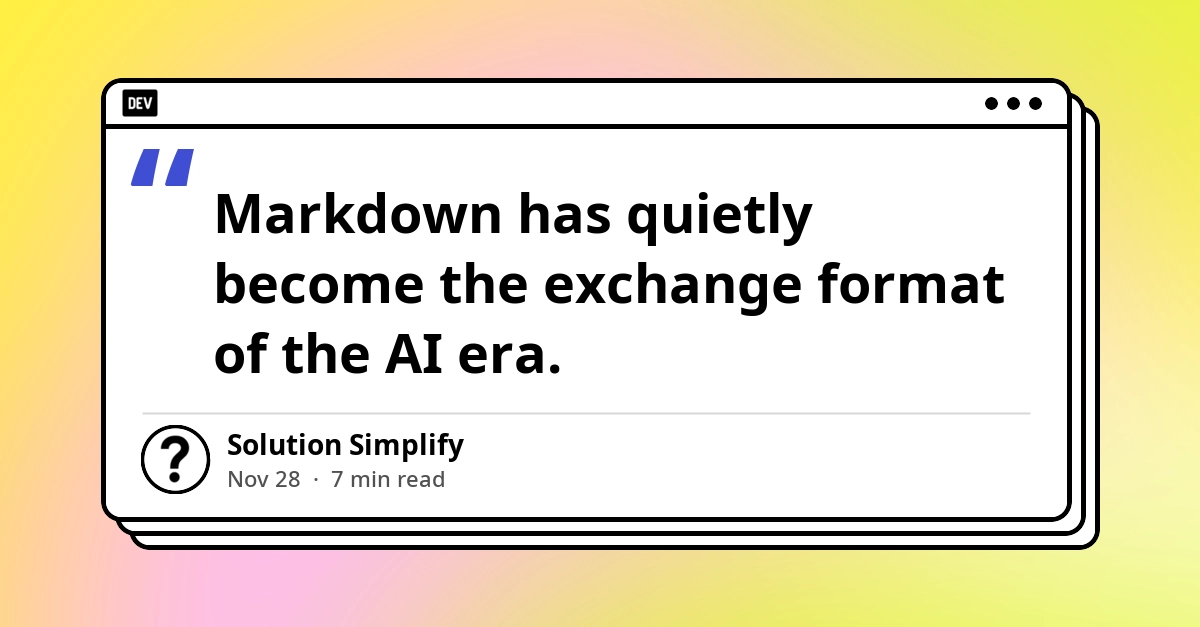 DEV
“
Markdown has quietly
become the exchange format
of the AI era.
?
Solution Simplify
Nov 28 · 7 min read